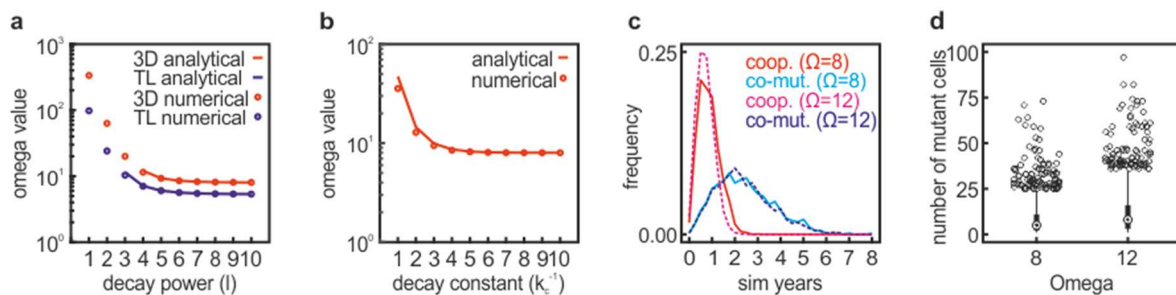 a
10³
10²
10¹
10⁰
omega value
3D analytical
TL analytical
3D numerical
TL numerical
1 2 3 4 5 6 7 8 9 10
decay power (l)
b
10²
10¹
10⁰
omega value
analytical
numerical
1 2 3 4 5 6 7 8 9 10
decay constant (k꜀⁻¹)
c
0.25
0.00
frequency
coop. (Ω=8)
co-mut. (Ω=8)
coop. (Ω=12)
co-mut. (Ω=12)
0 1 2 3 4 5 6 7 8
sim years
d
100
75
50
25
0
number of mutant cells
8 12
Omega